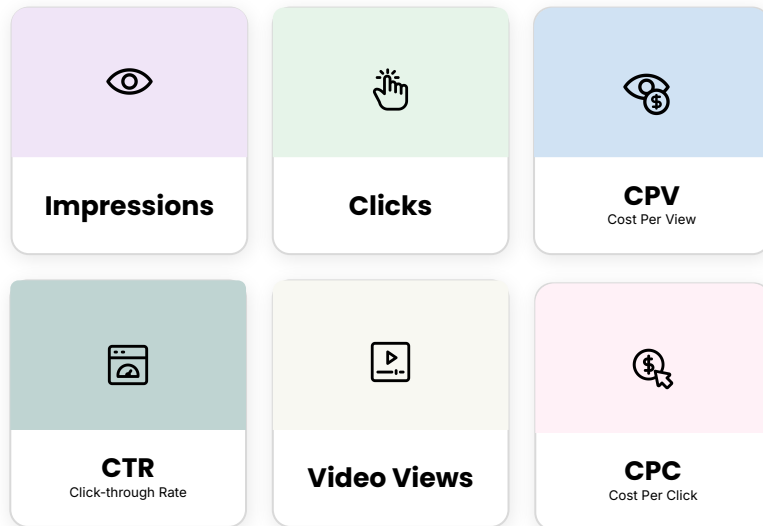 Impressions
Clicks
CPV
Cost Per View
CTR
Click-through Rate
Video Views
CPC
Cost Per Click